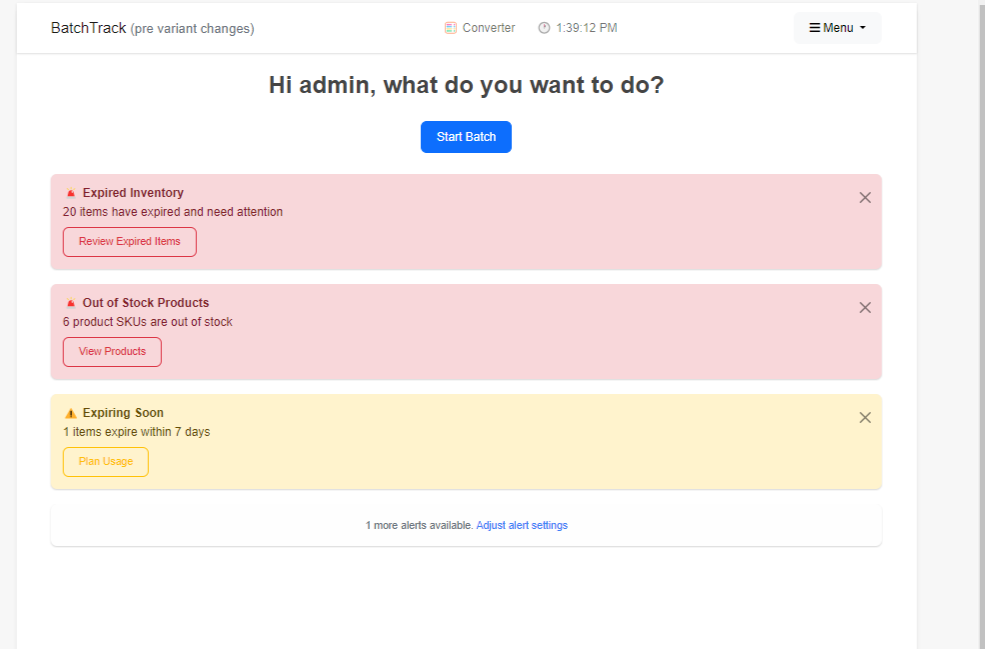 BatchTrack (pre variant changes)
Converter
1:39:12 PM
Menu
Hi admin, what do you want to do?
Start Batch
Expired Inventory
20 items have expired and need attention
Review Expired Items
Out of Stock Products
6 product SKUs are out of stock
View Products
Expiring Soon
1 items expire within 7 days
Plan Usage
1 more alerts available. Adjust alert settings